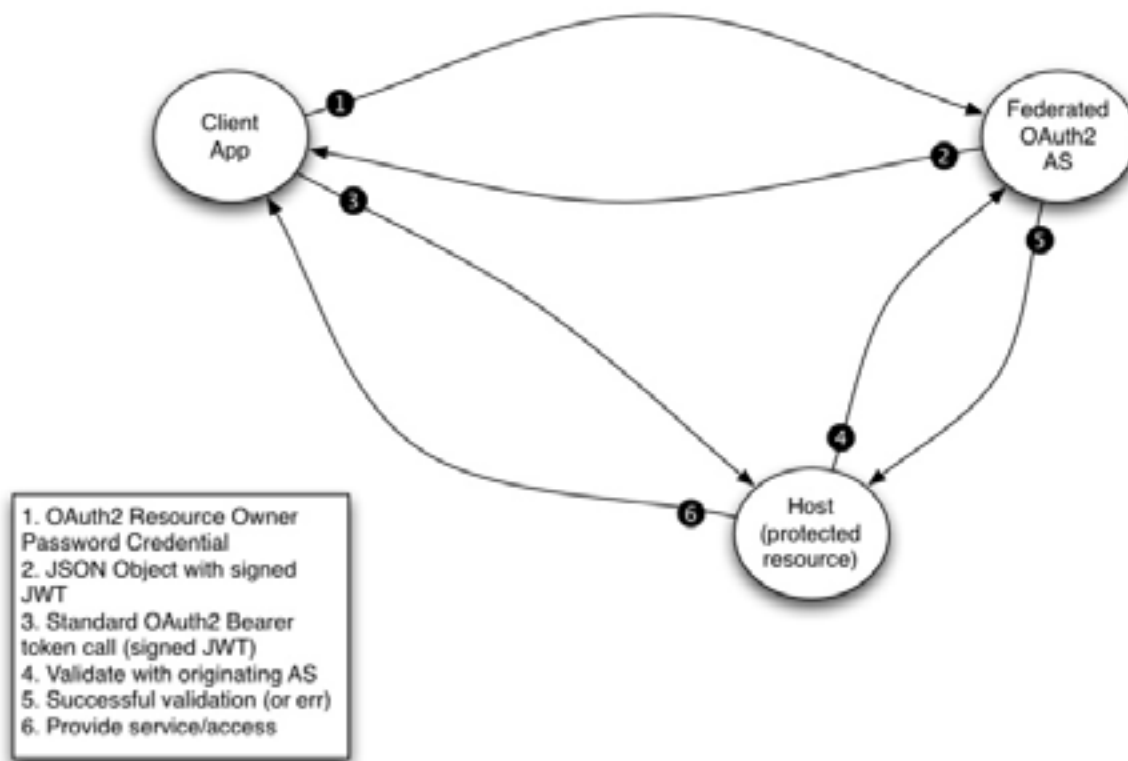 1
Client
App
Federated
OAuth2
AS
2
3
5
4
6
Host
(protected
resource)
1. OAuth2 Resource Owner
Password Credential
2. JSON Object with signed
JWT
3. Standard OAuth2 Bearer
token call (signed JWT)
4. Validate with originating AS
5. Successful validation (or err)
6. Provide service/access